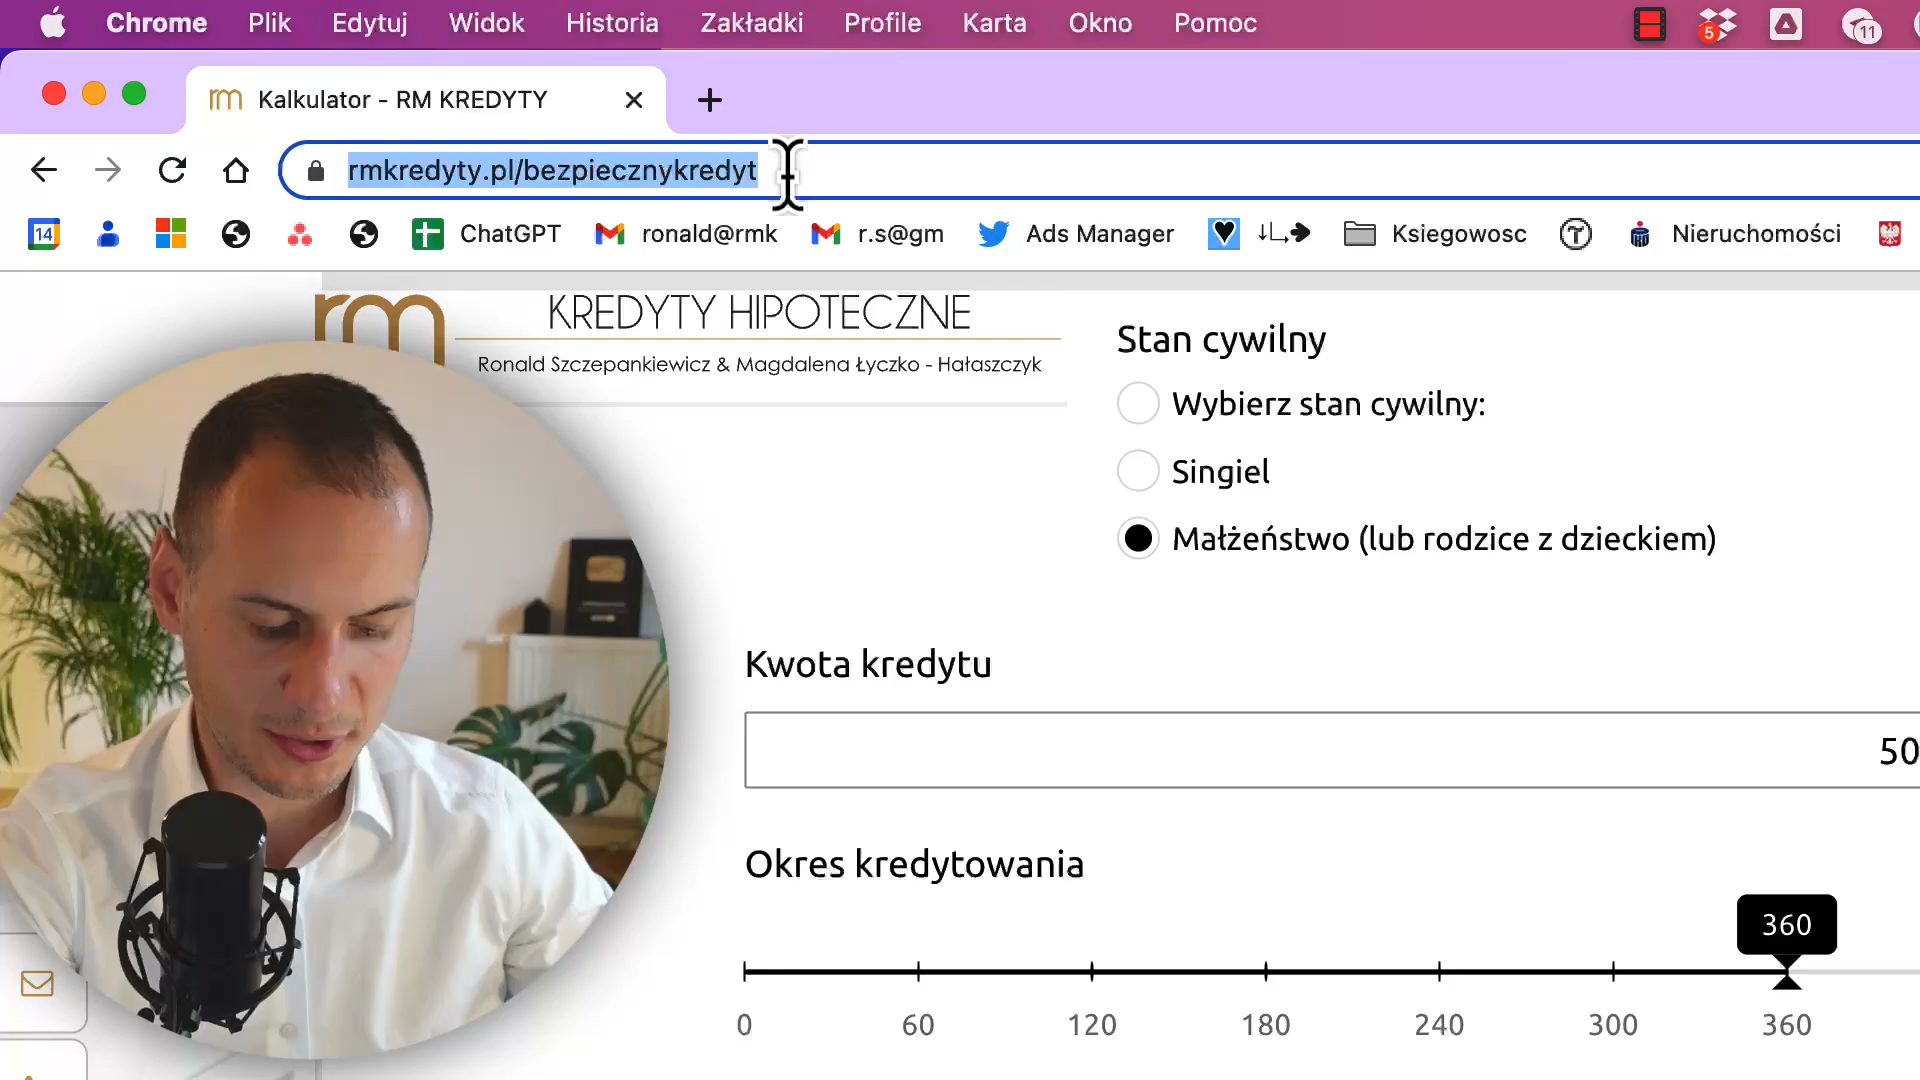 Chrome Plik Edytuj Widok Historia Zakładki Profile Karta Okno Pomoc 5 11
rm Kalkulator - RM KREDYTY
rmkredyty.pl/bezpiecznykredyt
14 ChatGPT ronald@rmk r.s@gm Ads Manager Ksiegowosc Nieruchomości
rm KREDYTY HIPOTECZNE
Ronald Szczepankiewicz & Magdalena Łyczko - Hałaszczyk
Stan cywilny
Wybierz stan cywilny:
Singiel
Małżeństwo (lub rodzice z dzieckiem)
Kwota kredytu
50
Okres kredytowania
360
0 60 120 180 240 300 360